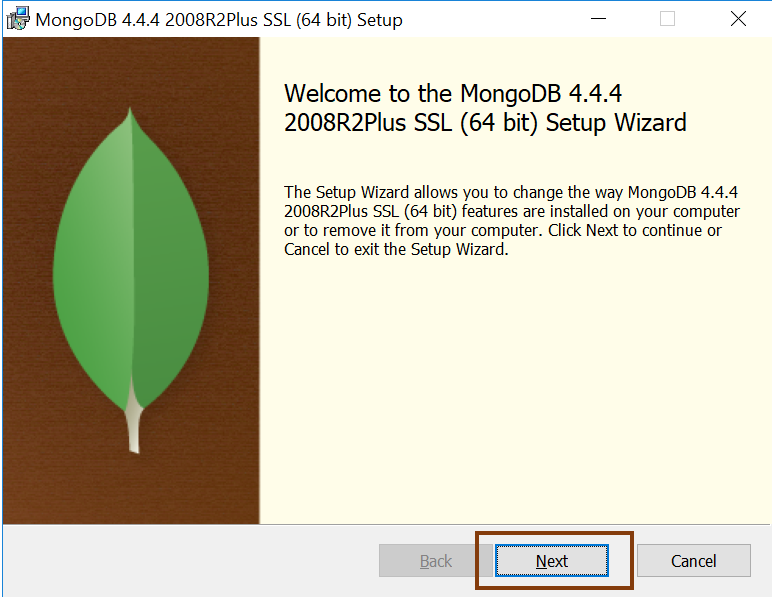 MongoDB 4.4.4 2008R2Plus SSL (64 bit) Setup
Welcome to the MongoDB 4.4.4
2008R2Plus SSL (64 bit) Setup Wizard
The Setup Wizard allows you to change the way MongoDB 4.4.4
2008R2Plus SSL (64 bit) features are installed on your computer
or to remove it from your computer. Click Next to continue or
Cancel to exit the Setup Wizard.
Back Next Cancel